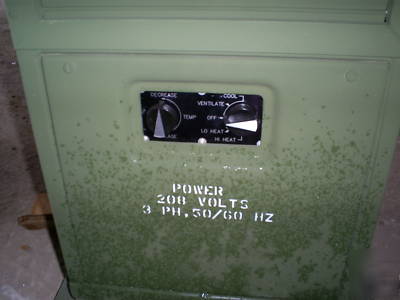 DECREASE
COOL
VENTILATE
TEMP
OFF
LO HEAT
HI HEAT
POWER
208 VOLTS
3 PH, 50/60 HZ